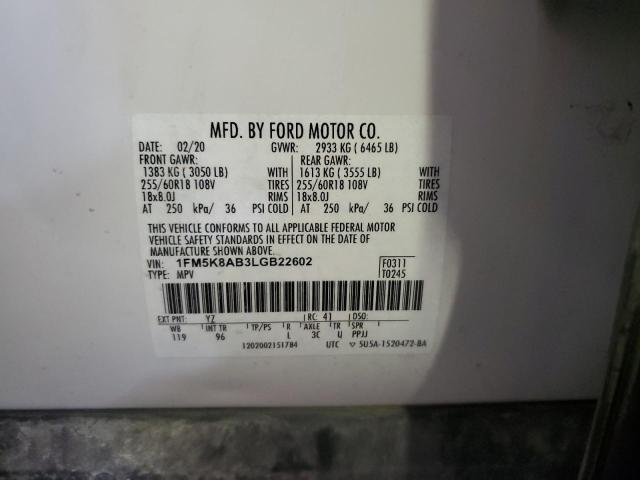 MFD. BY FORD MOTOR CO.
DATE: 02/20 GVWR: 2933 KG ( 6465 LB)
FRONT GAWR: REAR GAWR:
1383 KG ( 3050 LB) WITH 1613 KG ( 3555 LB) WITH
255/60R18 108V TIRES 255/60R18 108V TIRES
18x8.0J RIMS 18x8.0J RIMS
AT 250 kPa/ 36 PSI COLD AT 250 kPa/ 36 PSI COLD
THIS VEHICLE CONFORMS TO ALL APPLICABLE FEDERAL MOTOR
VEHICLE SAFETY STANDARDS IN EFFECT ON THE DATE OF
MANUFACTURE SHOWN ABOVE.
VIN: 1FM5K8AB3LGB22602 F0311
TYPE: MPV T0245
EXT PNT: YZ RC: 41 DSO:
WB INT TR TP/PS R AXLE TR SPR
119 96 L 3C U PPJJ
1202002151784 UTC 5U5A-1520472-BA